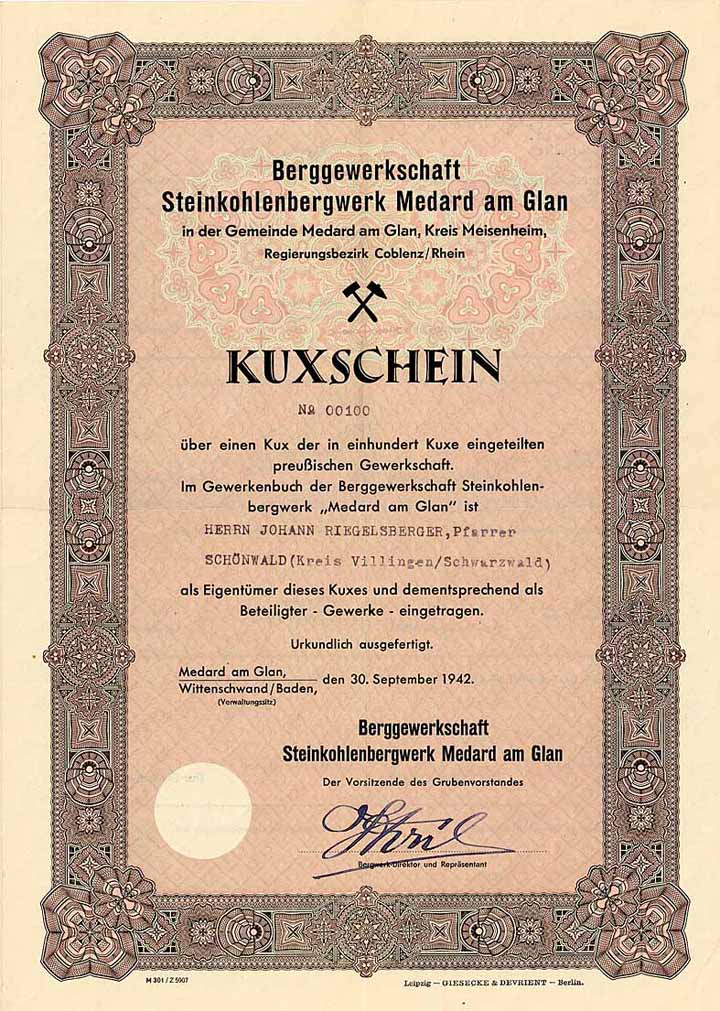 Berggewerkschaft
Steinkohlenbergwerk Medard am Glan
in der Gemeinde Medard am Glan, Kreis Meisenheim,
Regierungsbezirk Coblenz/Rhein
KUXSCHEIN
No 00100
über einen Kux der in einhundert Kuxe eingeteilten
preußischen Gewerkschaft.
Im Gewerkenbuch der Berggewerkschaft Steinkohlen-
bergwerk „Medard am Glan" ist
HERRN JOHANN RIEGELSBERGER, Pfarrer
SCHÖNWALD(Kreis Villingen/Schwarzwald)
als Eigentümer dieses Kuxes und dementsprechend als
Beteiligter - Gewerke - eingetragen.
Urkundlich ausgefertigt.
Medard am Glan,
Wittenschwand/Baden, den 30. September 1942.
(Verwaltungssitz)
Berggewerkschaft
Steinkohlenbergwerk Medard am Glan
Der Vorsitzende des Grubenvorstandes
Bergwerk-Direktor und Repräsentant
M 301 / Z 5907
Leipzig — GIESECKE & DEVRIENT — Berlin.